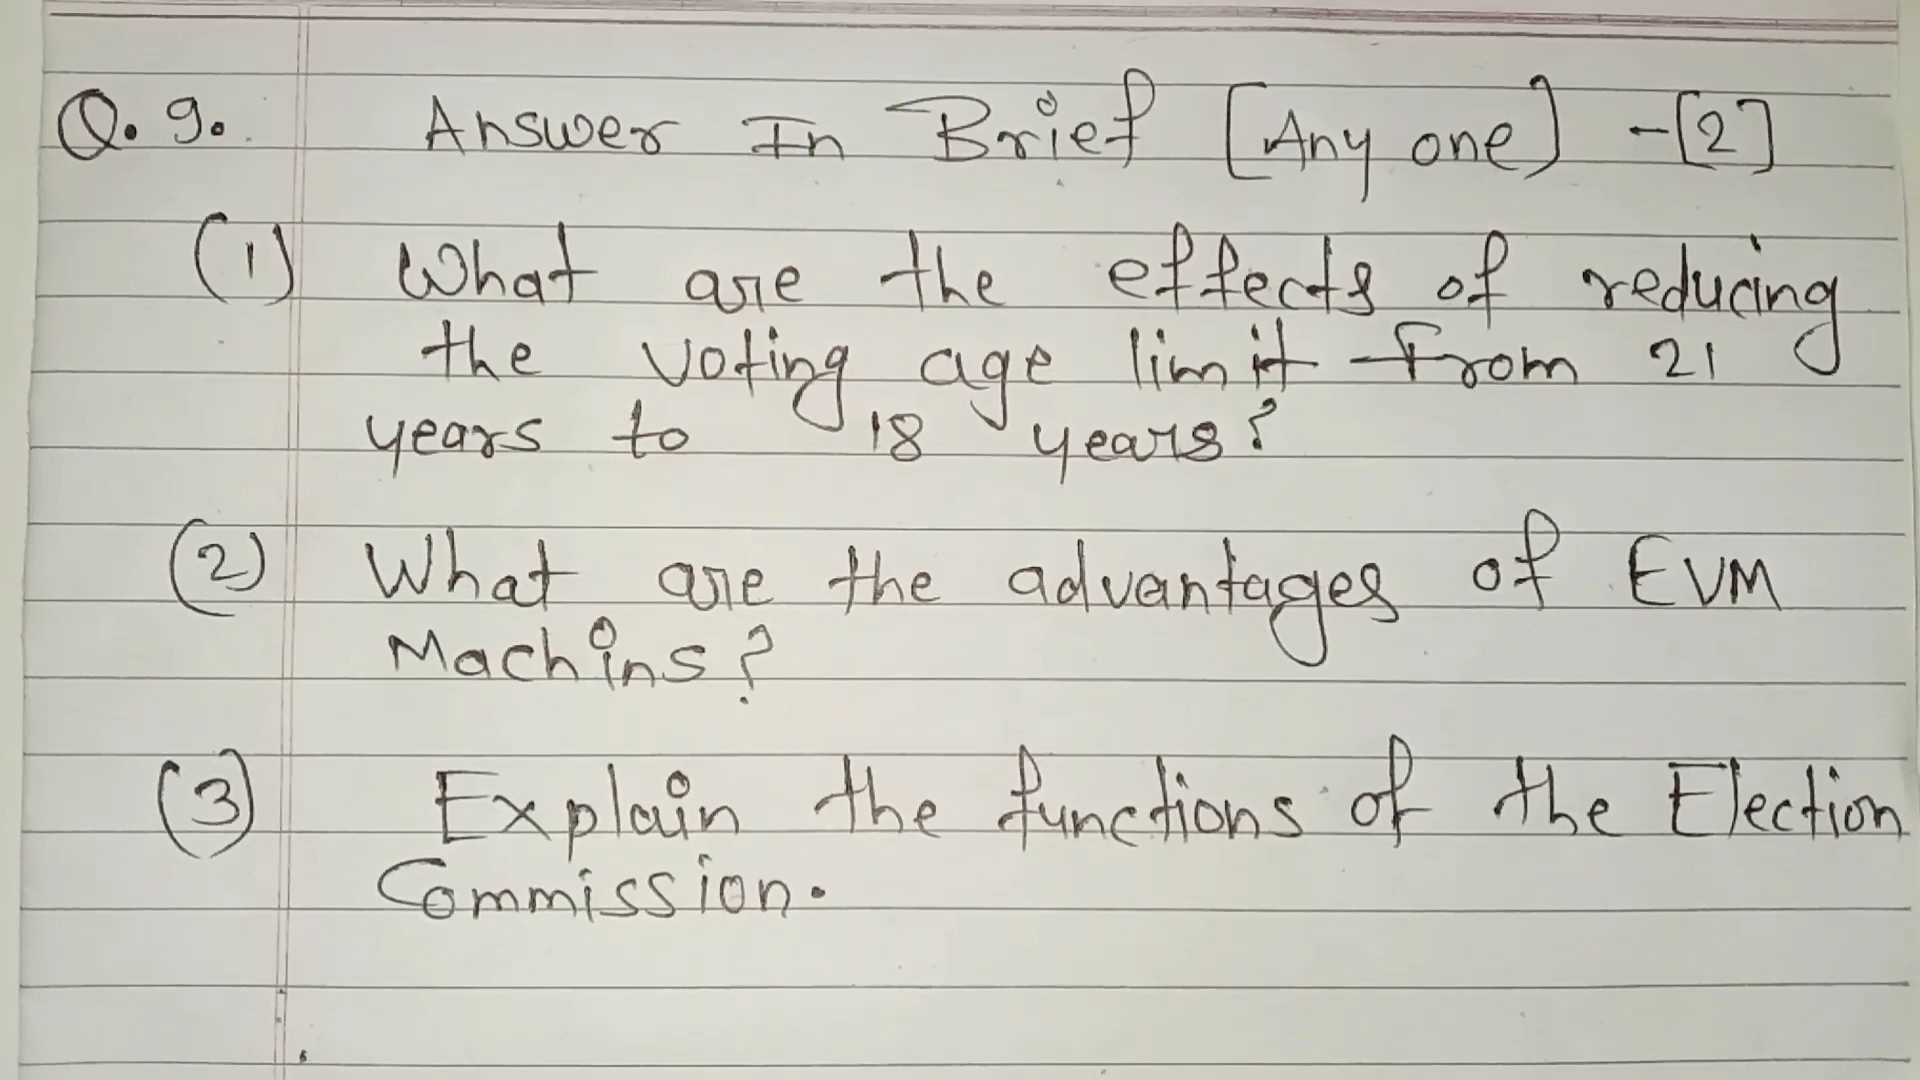 Q. 9. Answer In Brief [Any one] - [2]
(1) What are the effects of reducing
the voting age limit from 21
years to 18 years?
(2) What are the advantages of EVM
Machins?
(3) Explain the functions of the Election
Commission.